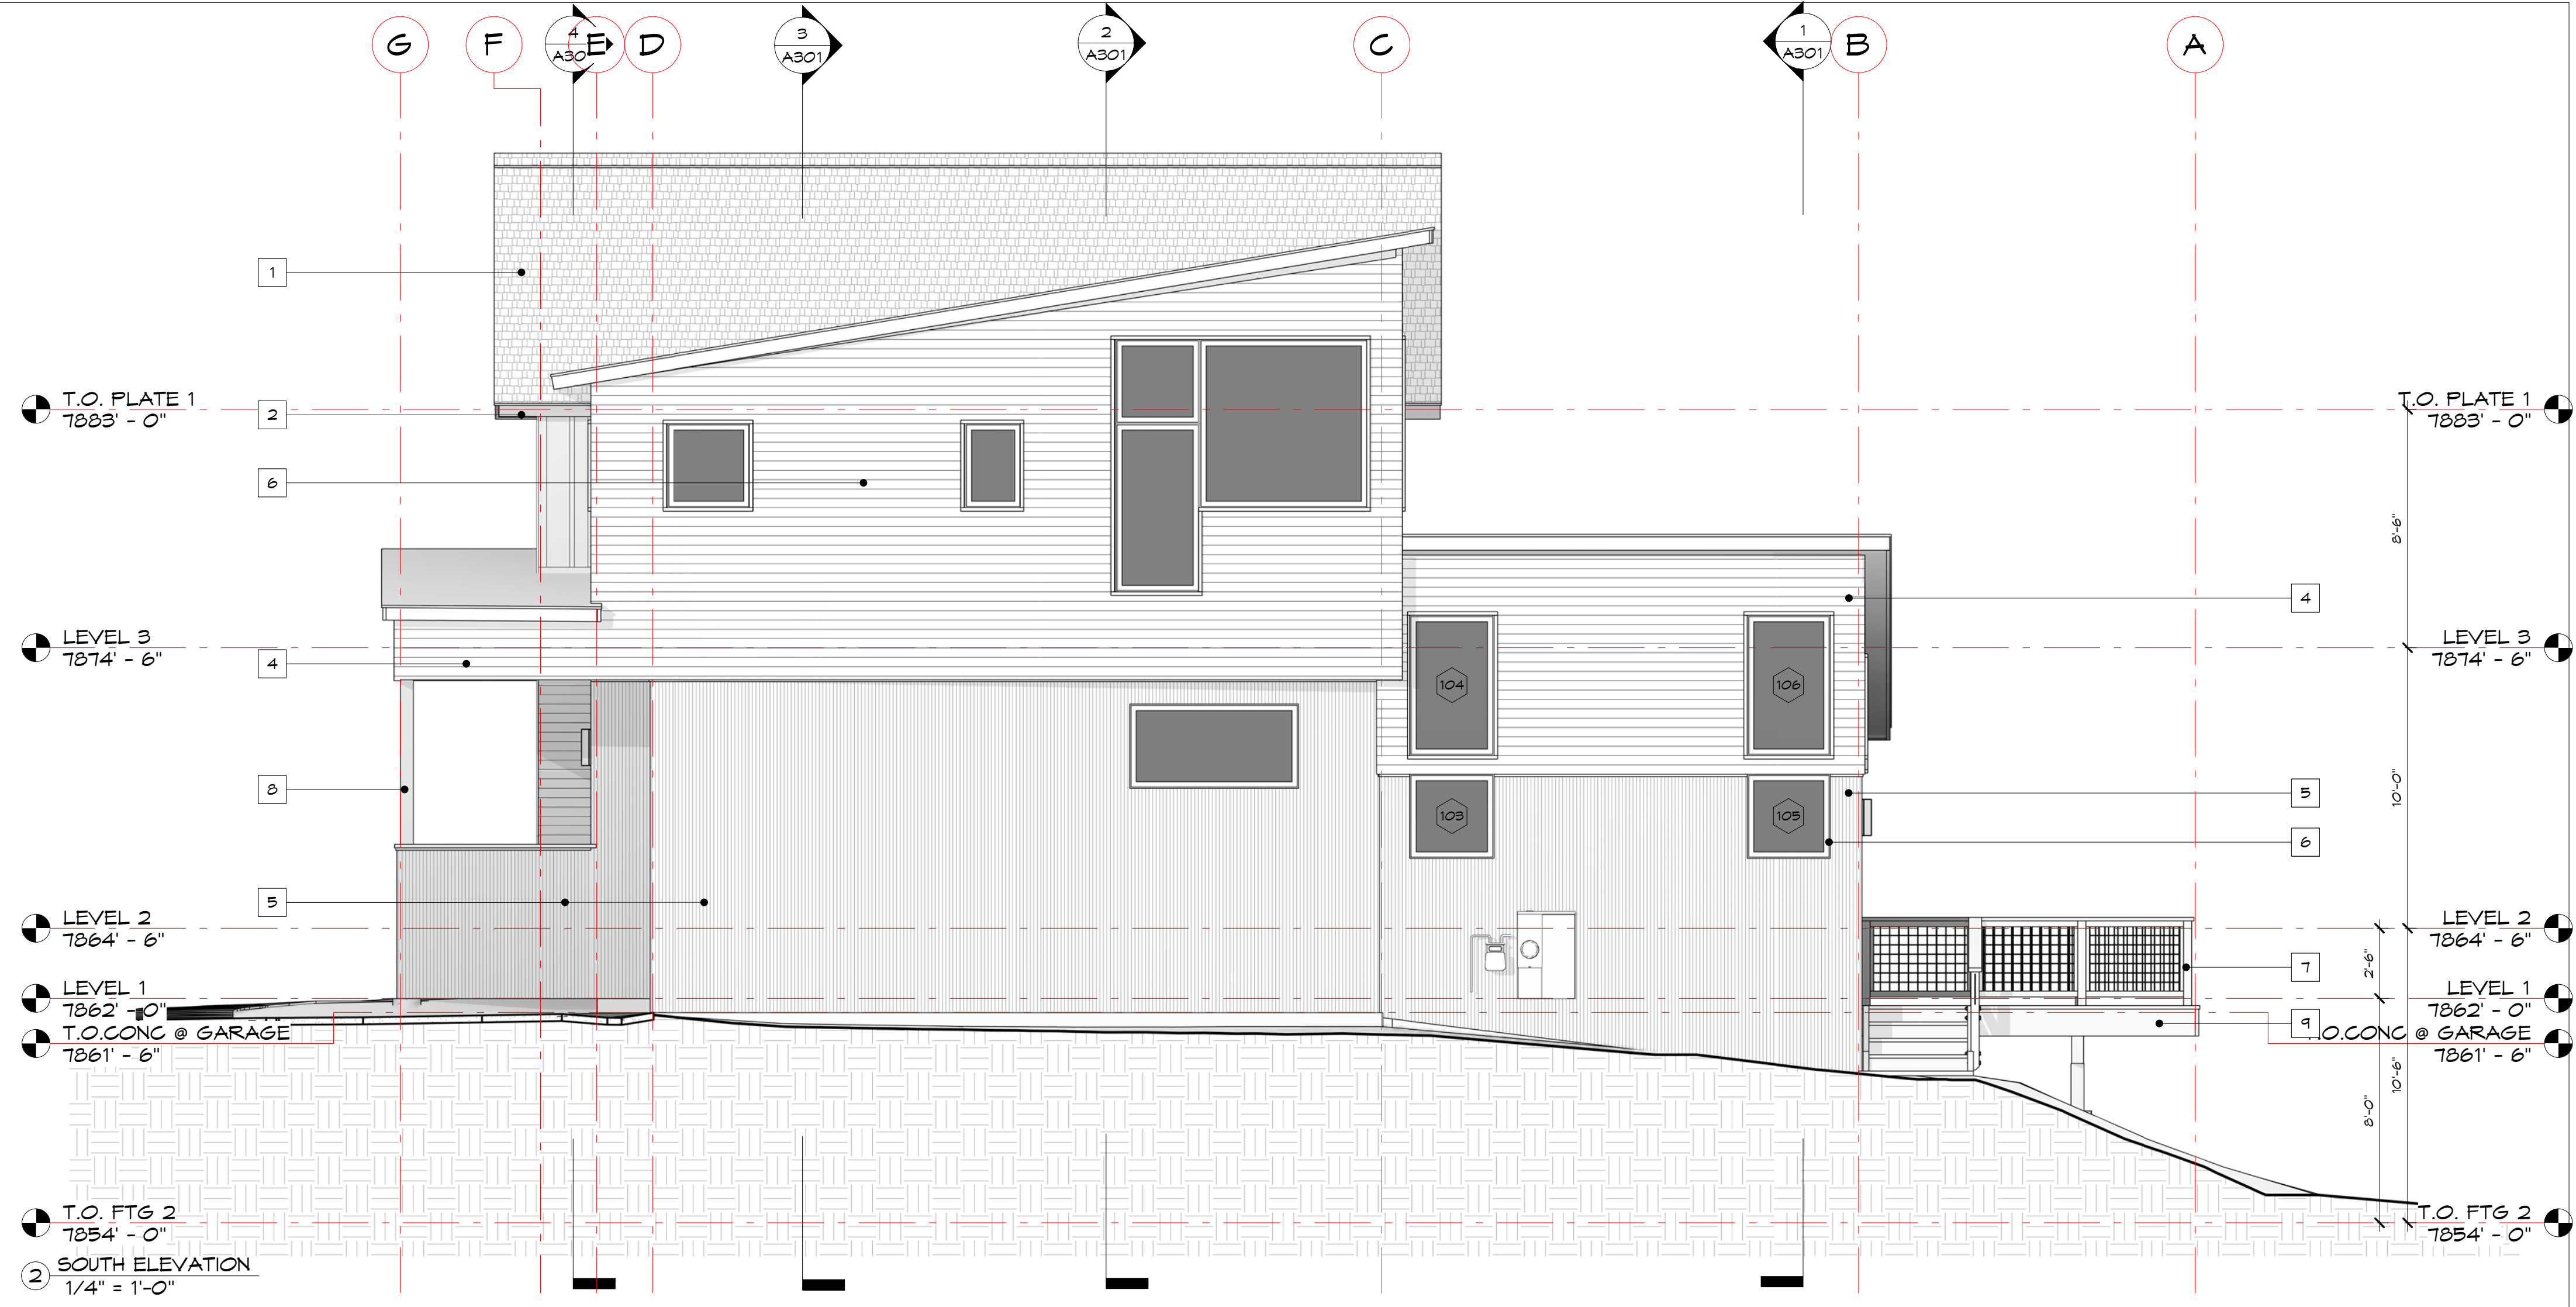 G
F
4
A30
E
D
3
A301
2
A301
C
1
A301
B
A
1
T.O. PLATE 1
7883' - 0"
2
T.O. PLATE 1
7883' - 0"
6
8'-6"
4
LEVEL 3
7874' - 6"
4
LEVEL 3
7874' - 6"
104
106
8
10'-0"
5
103
105
6
5
LEVEL 2
7864' - 6"
LEVEL 2
7864' - 6"
2'-6"
7
LEVEL 1
7862' - 0"
LEVEL 1
7862' - 0"
9
T.O.CONC @ GARAGE
7861' - 6"
.O.CONC @ GARAGE
7861' - 6"
10'-6"
8'-0"
T.O. FTG 2
7854' - 0"
T.O. FTG 2
7854' - 0"
2
SOUTH ELEVATION
1/4" = 1'-0"